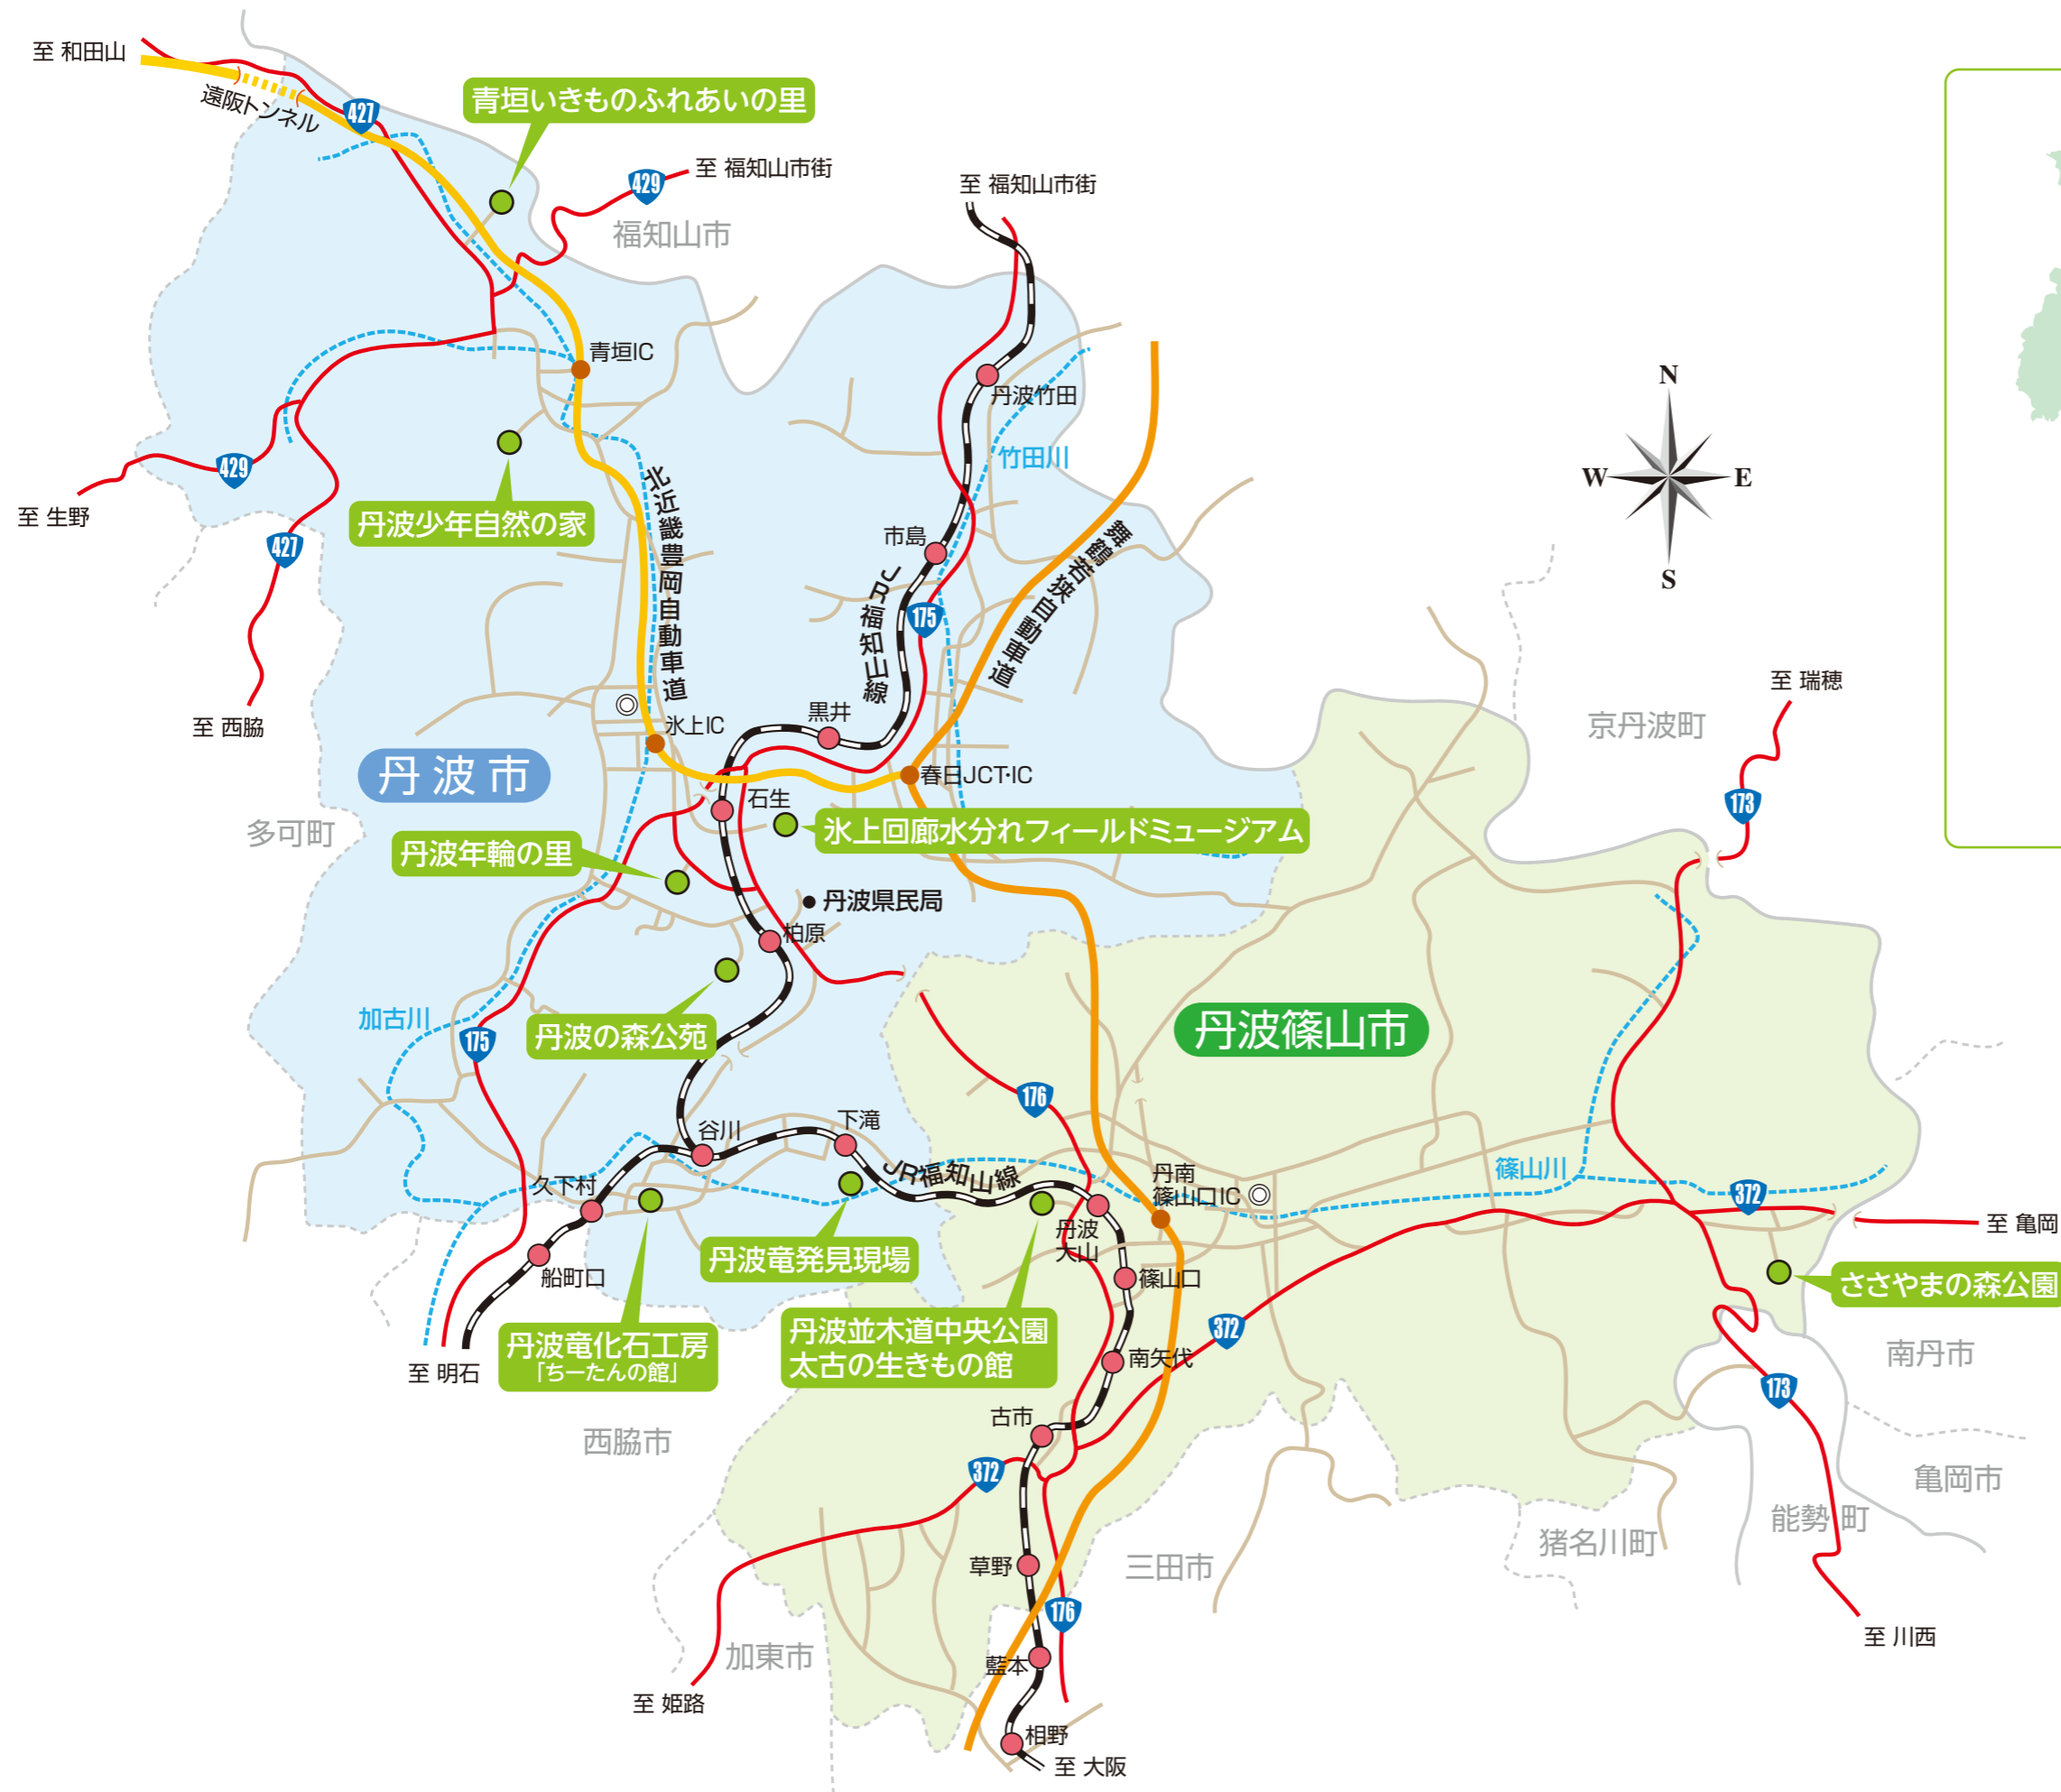 至 和田山
遠阪トンネル
427
青垣いきものふれあいの里
429
至 福知山市街
至 福知山市街
福知山市
青垣IC
丹波竹田
竹田川
N
W
E
S
429
至 生野
丹波少年自然の家
427
北近畿豊岡自動車道
市島
JR福知山線
175
舞鶴若狭自動車道
至 西脇
氷上IC
黒井
至 瑞穂
京丹波町
173
丹波市
春日JCT・IC
石生
多可町
丹波年輪の里
氷上回廊水分れフィールドミュージアム
丹波県民局
柏原
加古川
175
丹波の森公苑
丹波篠山市
176
谷川
下滝
JR福知山線
丹南
篠山口IC
篠山川
372
至 亀岡
久下村
丹波
大山
船町口
丹波竜発見現場
篠山口
ささやまの森公園
丹波竜化石工房
「ちーたんの館」
丹波並木道中央公園
太古の生きもの館
372
南矢代
南丹市
至 明石
173
古市
西脇市
372
亀岡市
能勢町
猪名川町
草野
三田市
176
至 川西
加東市
藍本
至 姫路
相野
至 大阪